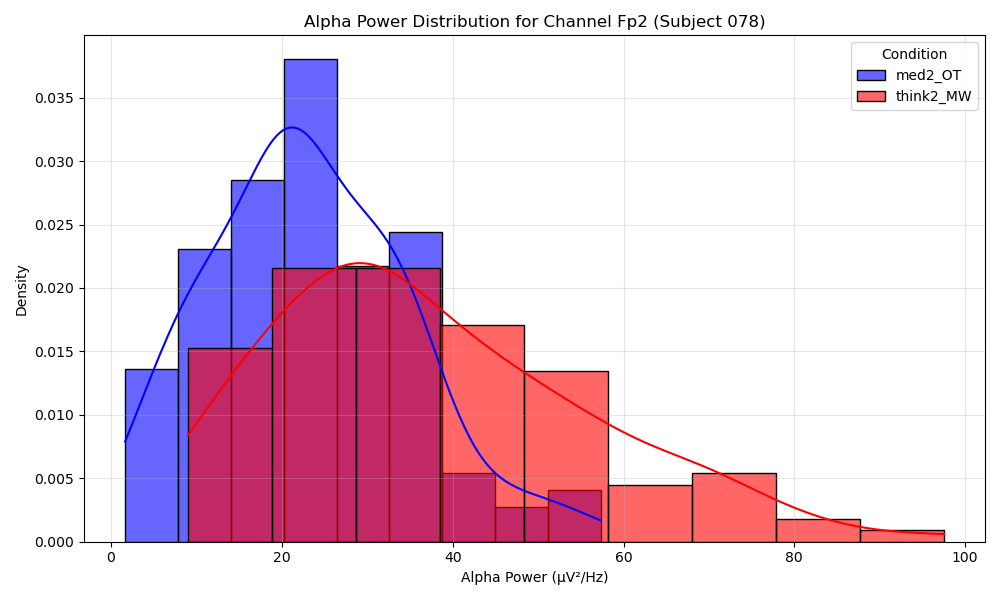 Alpha Power Distribution for Channel Fp2 (Subject 078)
Condition
med2_OT
think2_MW
Density
0.035
0.030
0.025
0.020
0.015
0.010
0.005
0.000
0 20 40 60 80 100
Alpha Power (μV²/Hz)